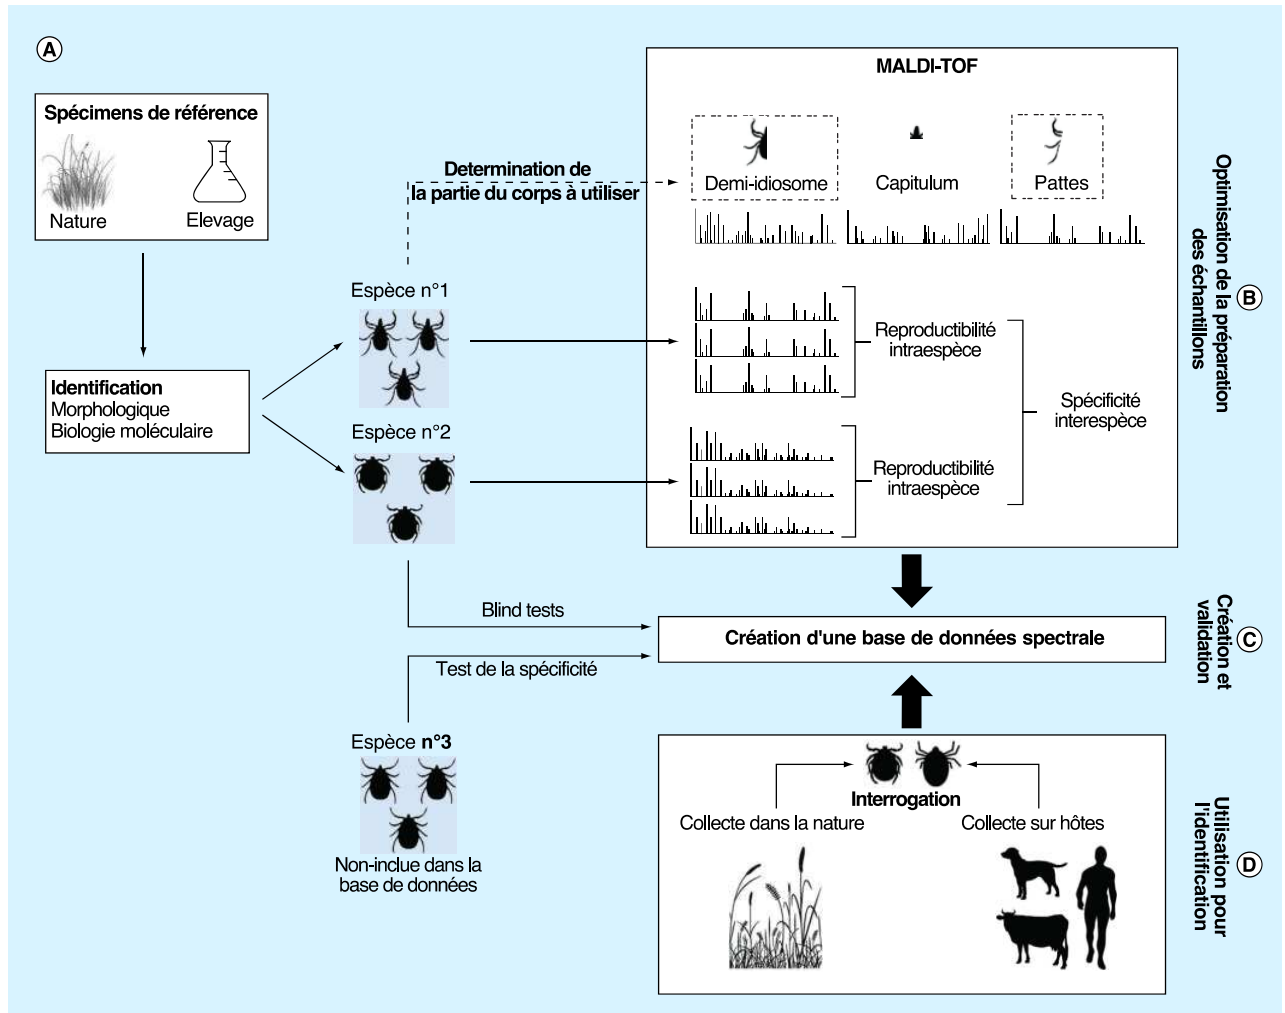 A
Spécimens de référence
Nature
Elevage
Identification
Morphologique
Biologie moléculaire
Determination de
la partie du corps à utiliser
Espèce n°1
Espèce n°2
MALDI-TOF
Demi-idiosome
Capitulum
Pattes
Reproductibilité
intraespèce
Reproductibilité
intraespèce
Spécificité
interespèce
Optimisation de la préparation
des échantillons
B
Blind tests
Test de la spécificité
Création d'une base de données spectrale
Création et
validation
C
Espèce n°3
Non-inclue dans la
base de données
Interrogation
Collecte dans la nature
Collecte sur hôtes
Utilisation pour
l'identification
D